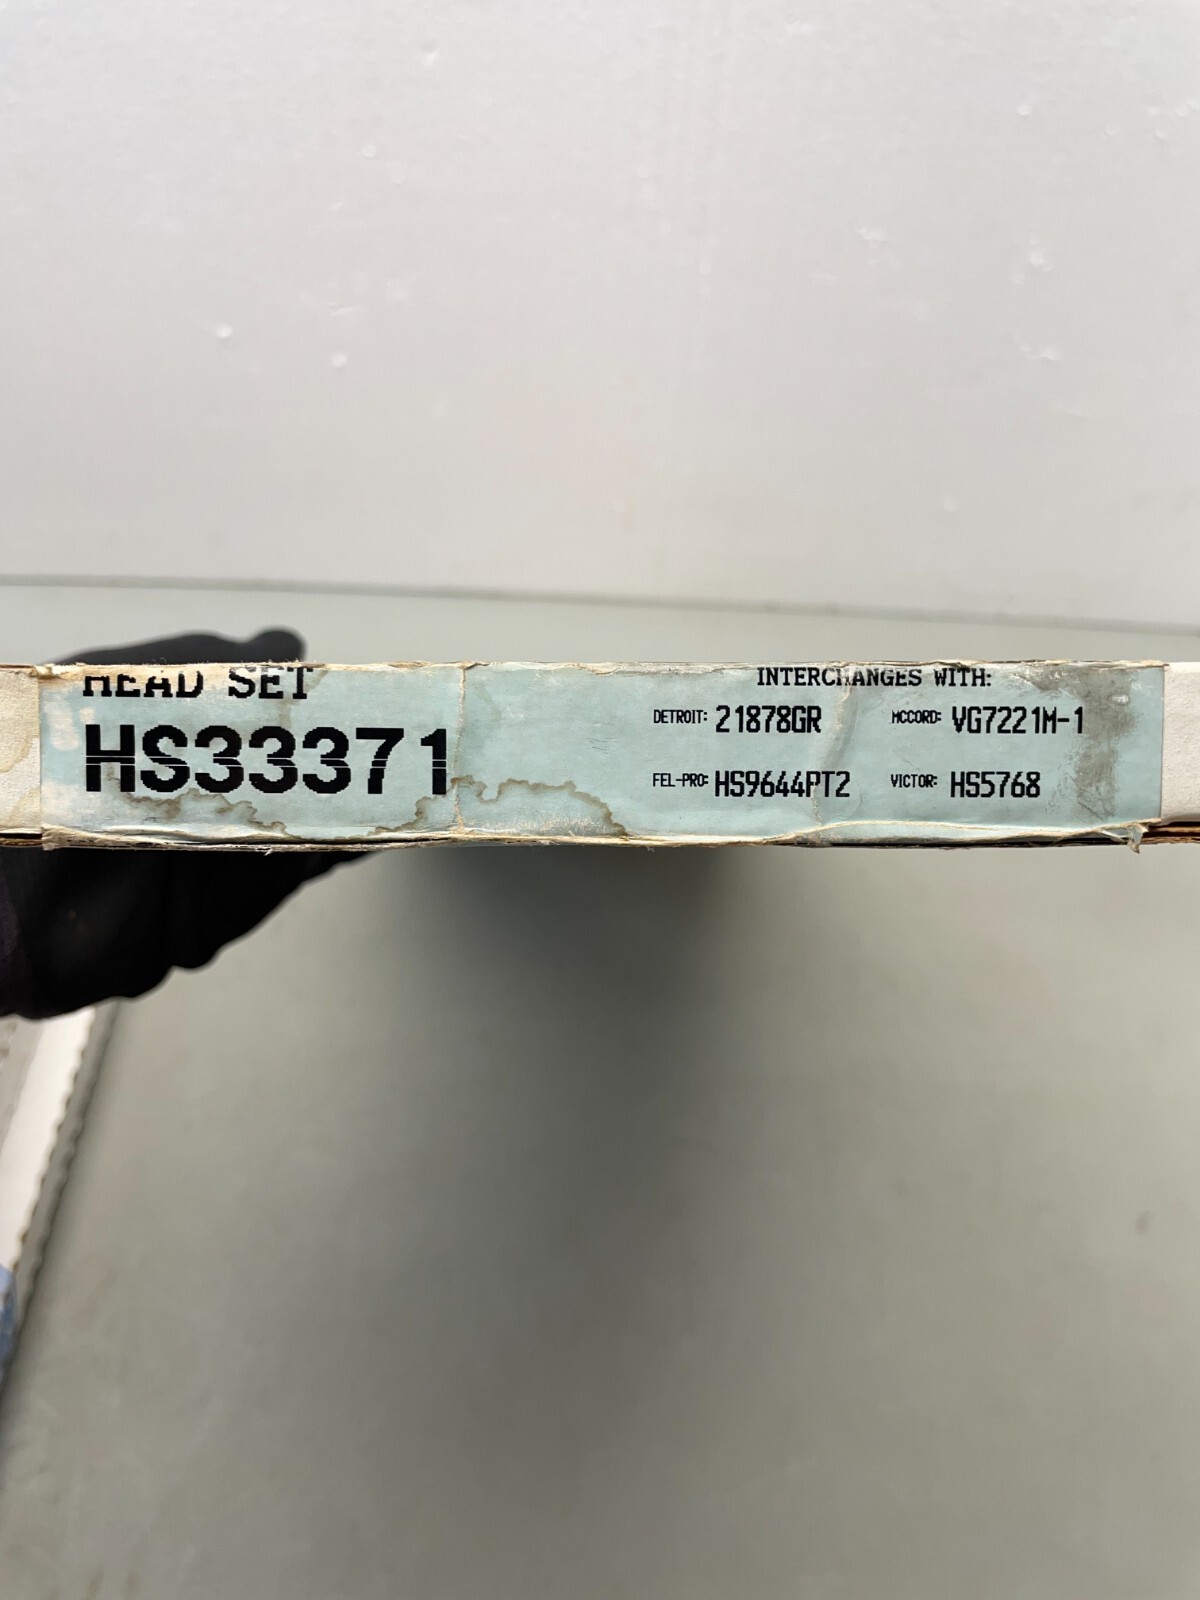 HEAD SET
HS33371
INTERCHANGES WITH:
DETROIT: 21878GR MCCORD: VG7221M-1
FEL-PRO: HS9644PT2 VICTOR: HS5768